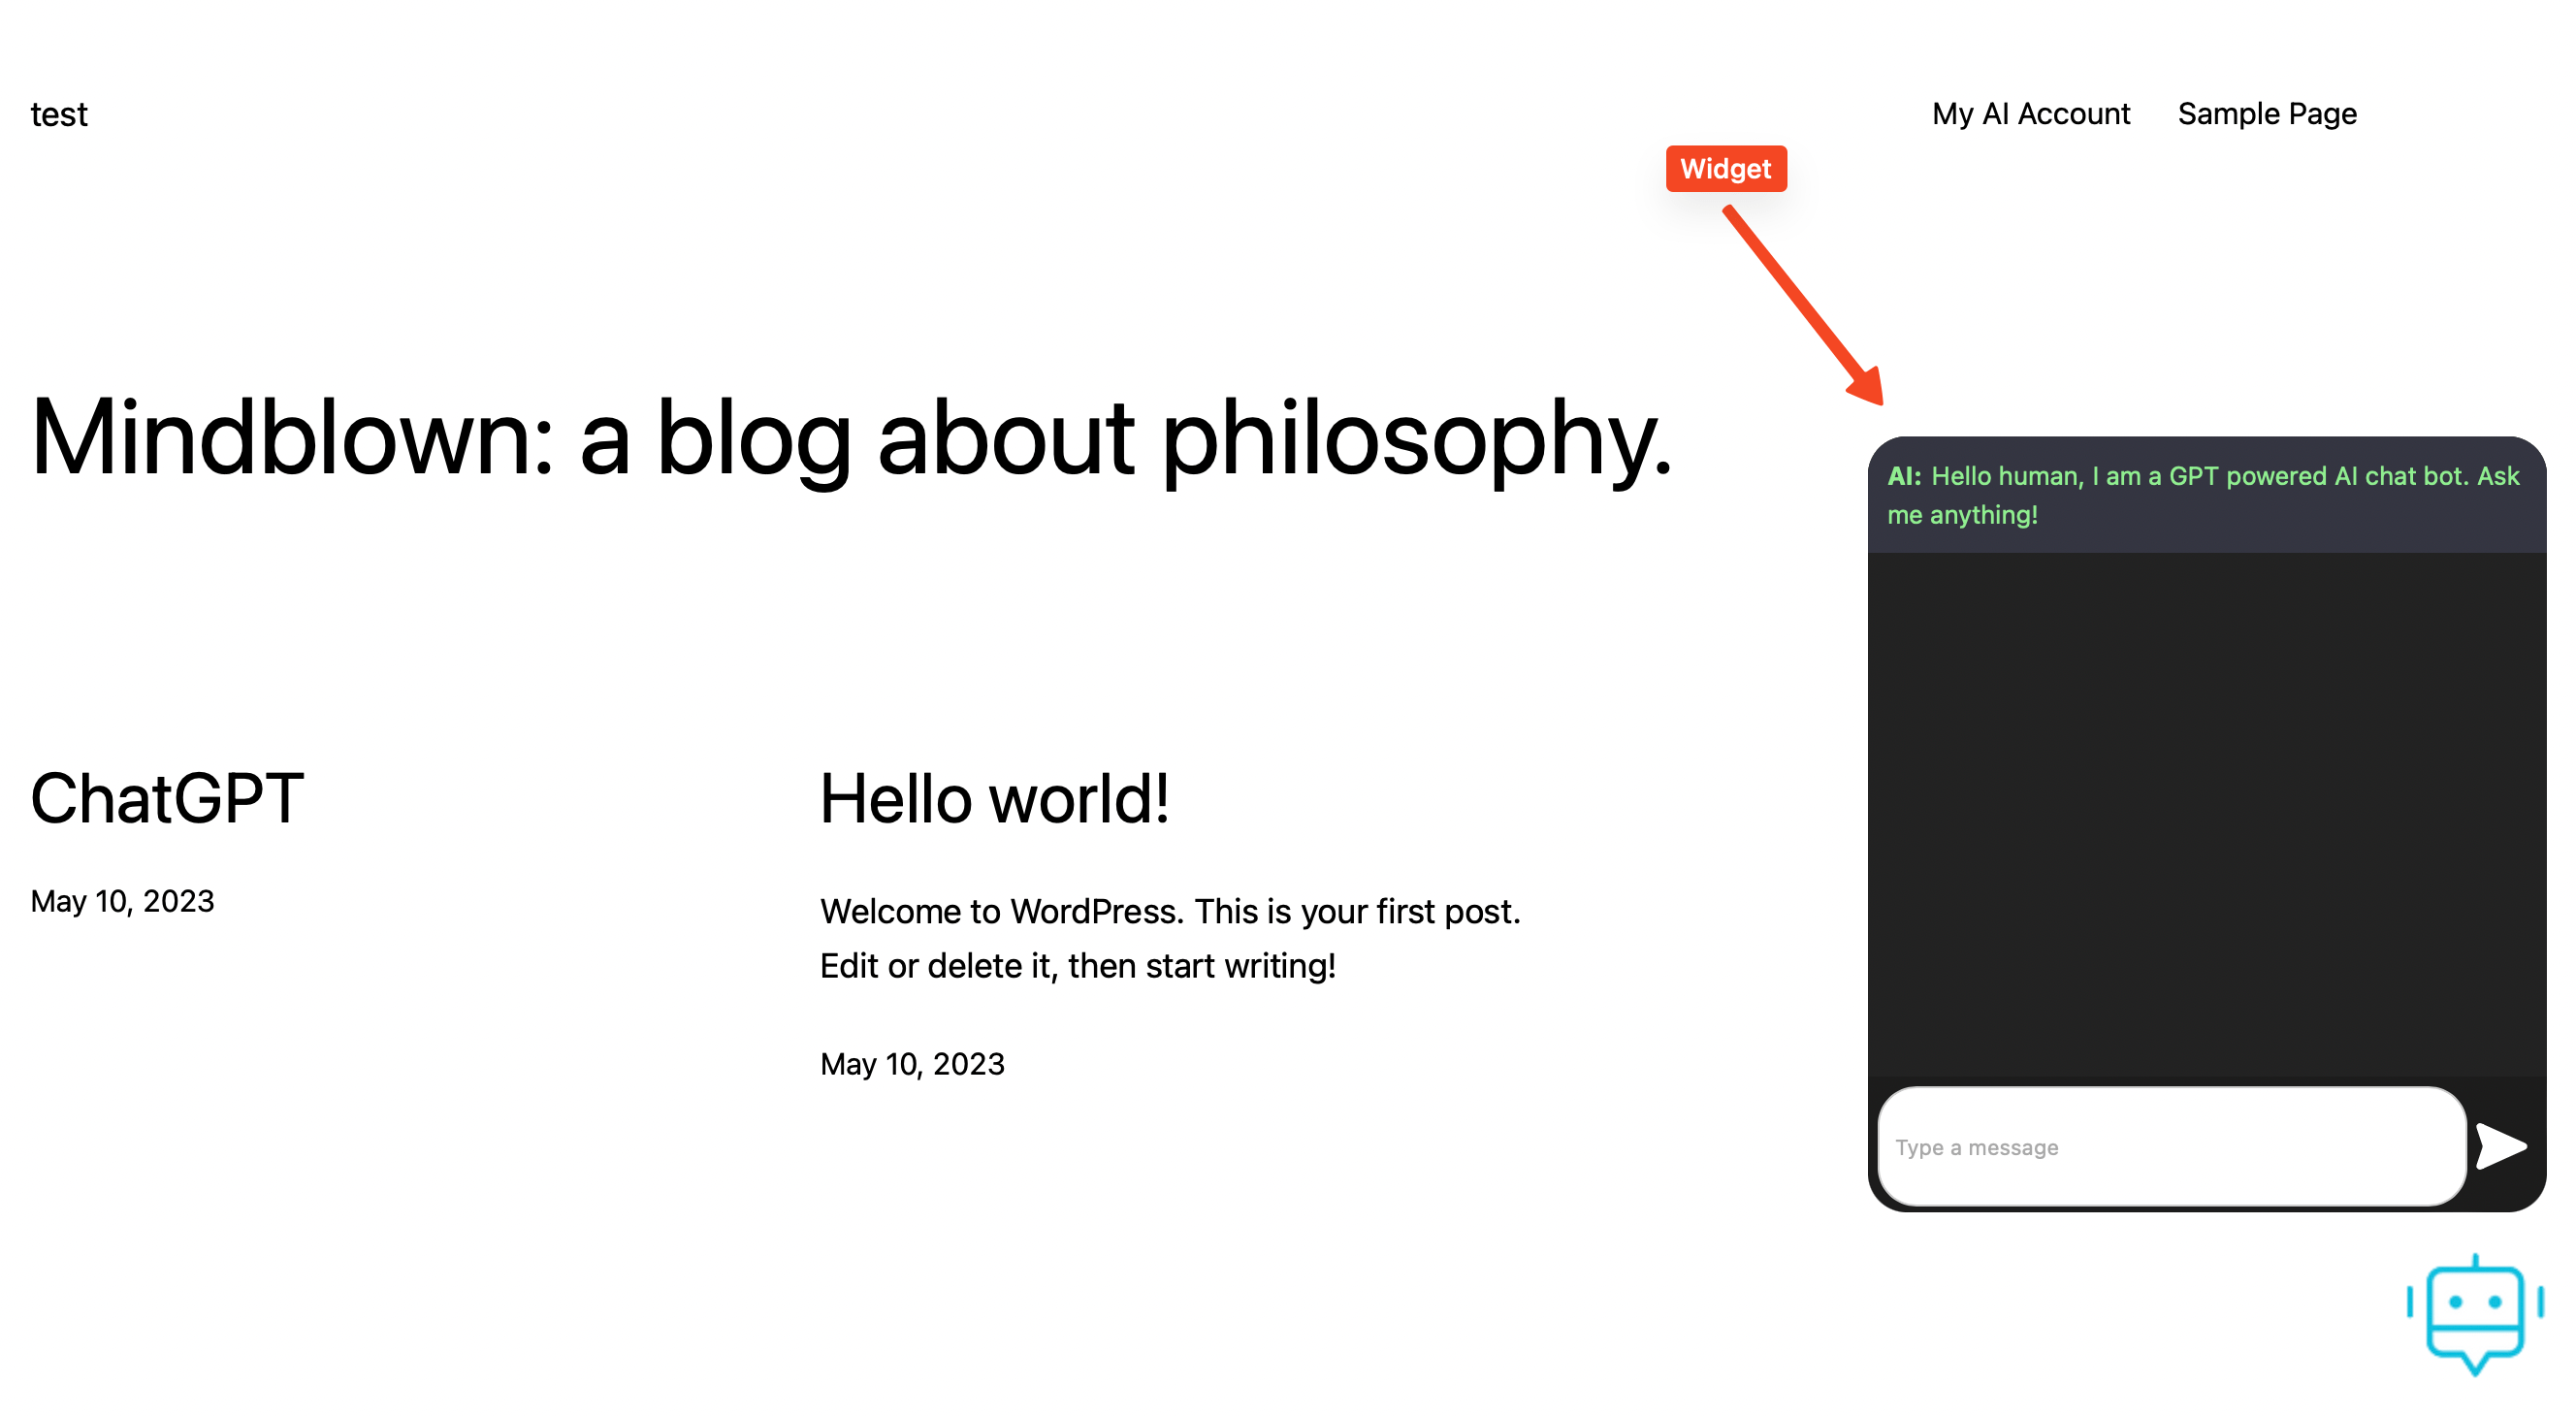 test
My AI Account
Sample Page
Widget
Mindblown: a blog about philosophy.
AI: Hello human, I am a GPT powered AI chat bot. Ask
me anything!
ChatGPT
May 10, 2023
Hello world!
Welcome to WordPress. This is your first post.
Edit or delete it, then start writing!
May 10, 2023
Type a message